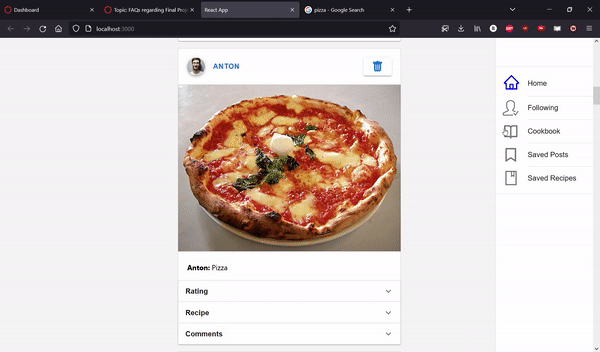 Dashboard
Topic: FAQs regarding Final Proj
React App
pizza - Google Search
localhost:3000
ANTON
Anton: Pizza
Rating
Recipe
Comments
Home
Following
Cookbook
Saved Posts
Saved Recipes